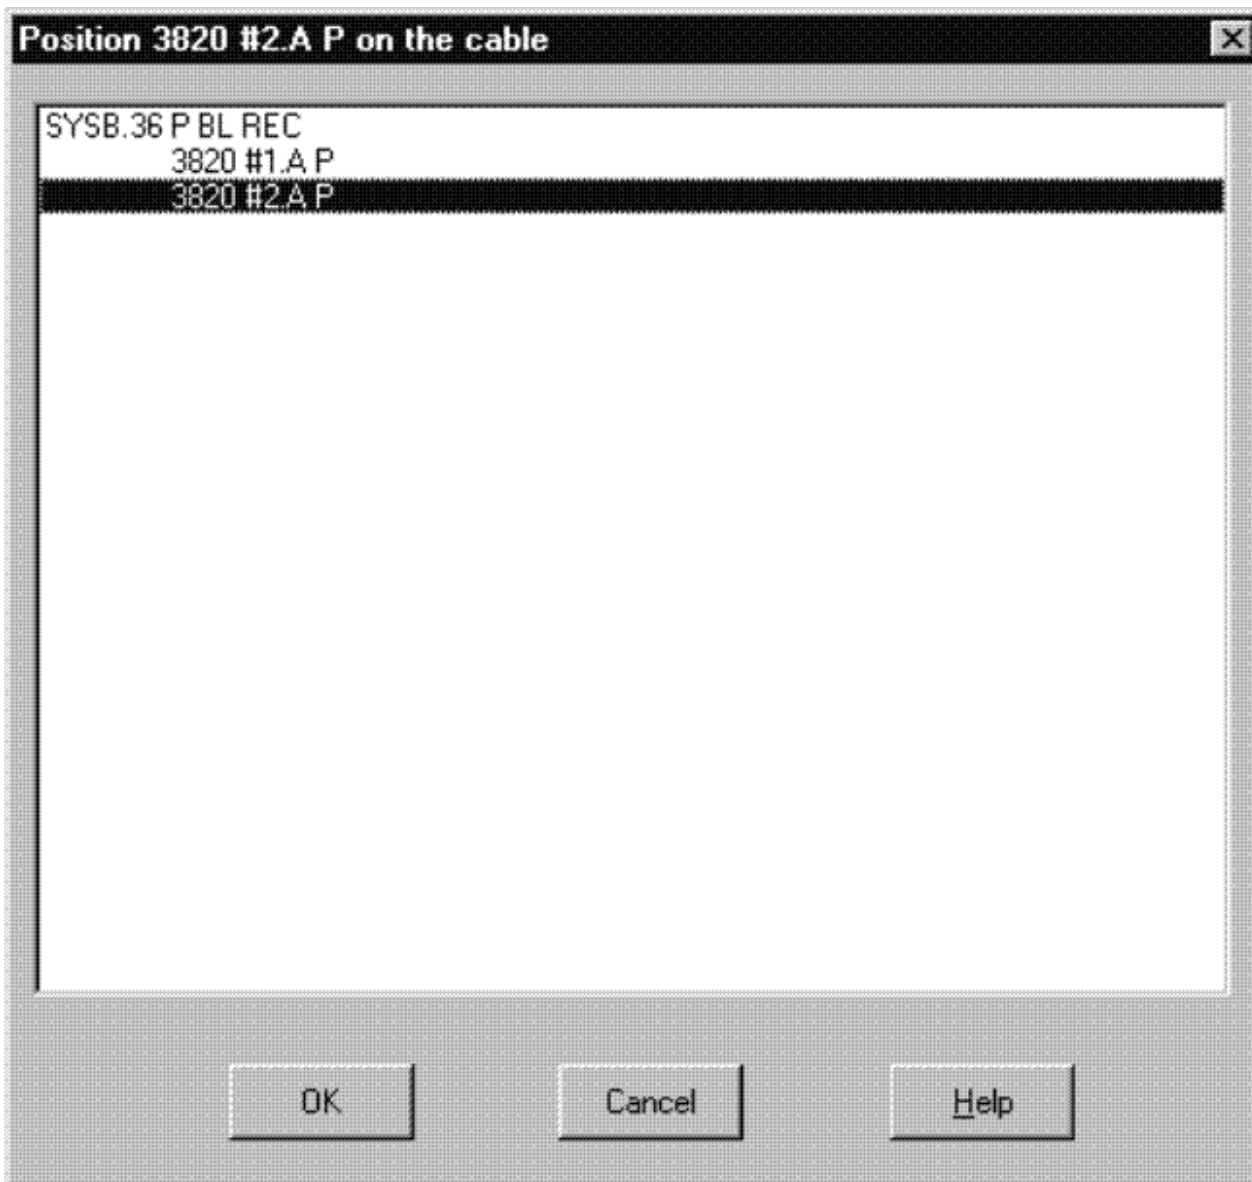 Position 3820 #2.A P on the cable
SYSB.36 P BL REC
3820 #1.A P
3820 #2.A P
OK
Cancel
Help